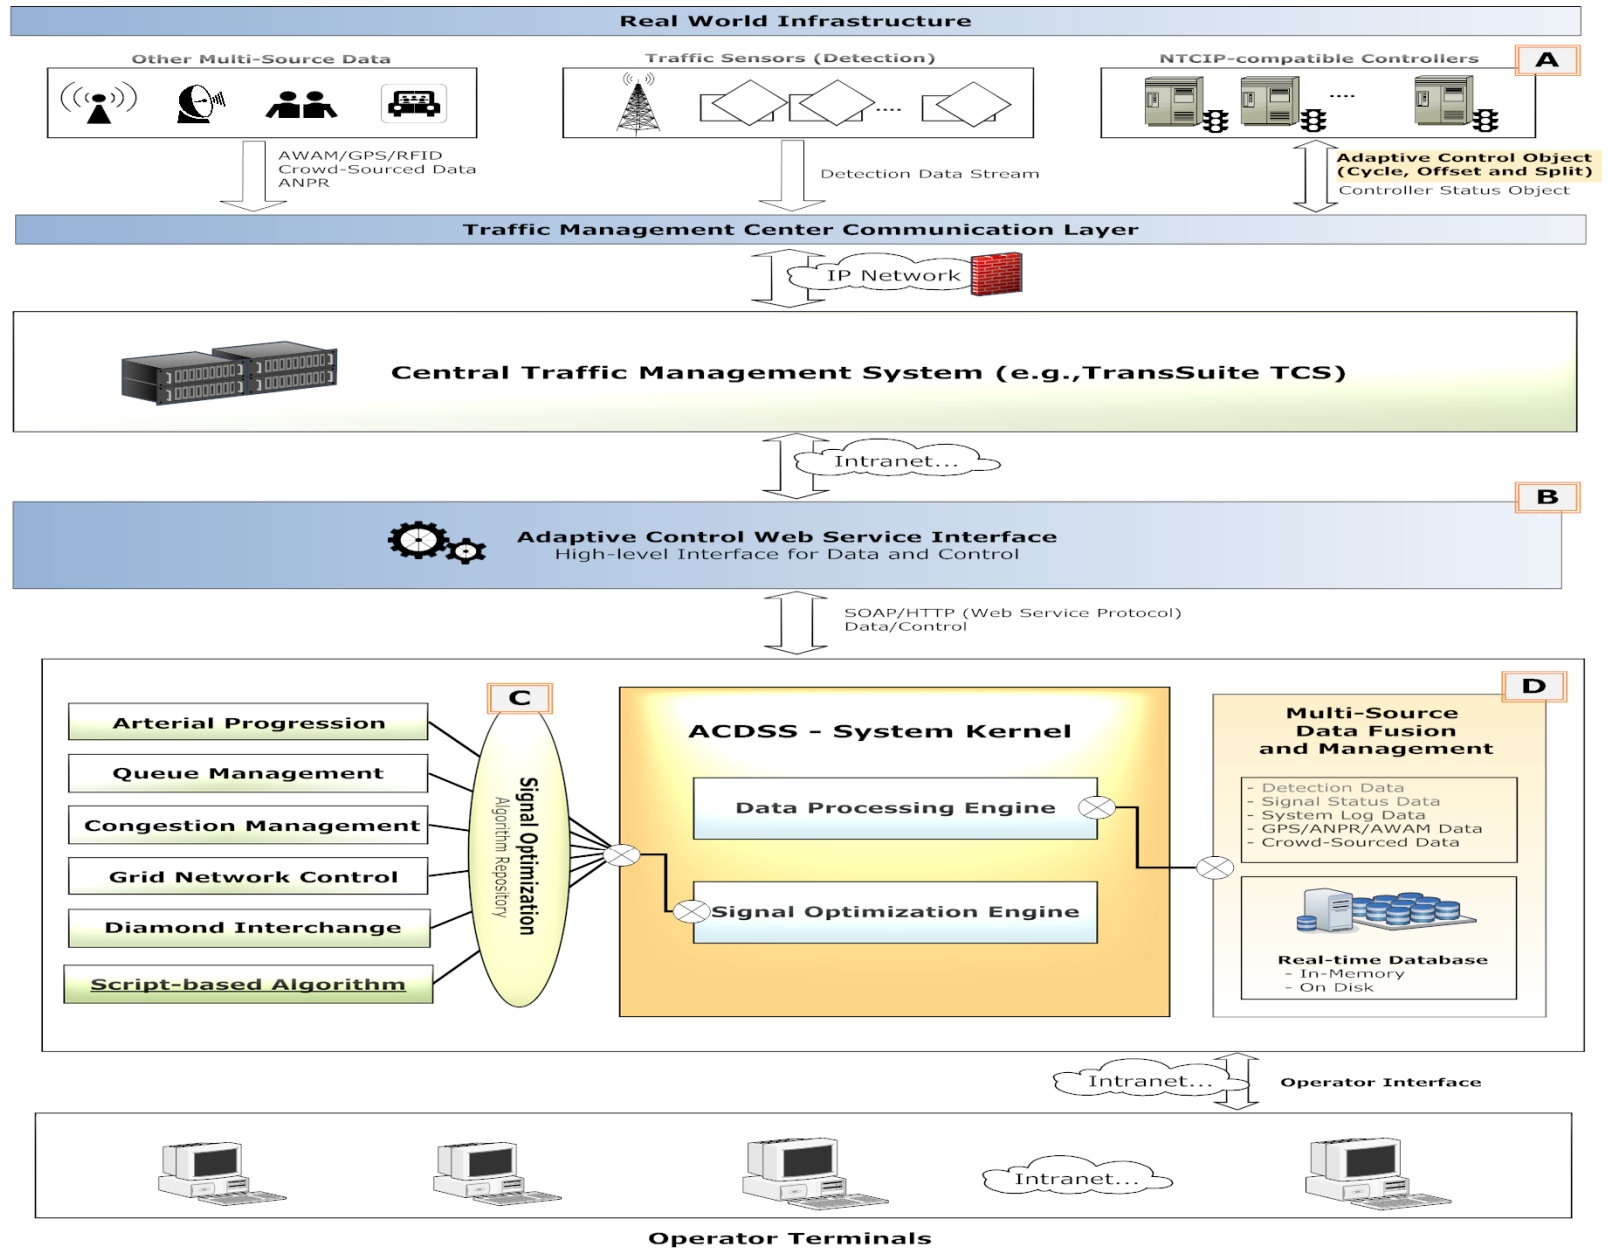 Real World Infrastructure
Other Multi-Source Data
Traffic Sensors (Detection)
NTCIP-compatible Controllers
A
....
....
AWAM/GPS/RFID
Crowd-Sourced Data
ANPR
Detection Data Stream
Adaptive Control Object
(Cycle, Offset and Split)
Controller Status Object
Traffic Management Center Communication Layer
IP Network
Central Traffic Management System (e.g.,TransSuite TCS)
Intranet...
B
Adaptive Control Web Service Interface
High-level Interface for Data and Control
SOAP/HTTP (Web Service Protocol)
Data/Control
Arterial Progression
Queue Management
Congestion Management
Grid Network Control
Diamond Interchange
Script-based Algorithm
C
Signal Optimization
Algorithm Repository
ACDSS - System Kernel
Data Processing Engine
Signal Optimization Engine
D
Multi-Source
Data Fusion
and Management
- Detection Data
- Signal Status Data
- System Log Data
- GPS/ANPR/AWAM Data
- Crowd-Sourced Data
Real-time Database
- In-Memory
- On Disk
Intranet...
Operator Interface
Intranet...
Operator Terminals